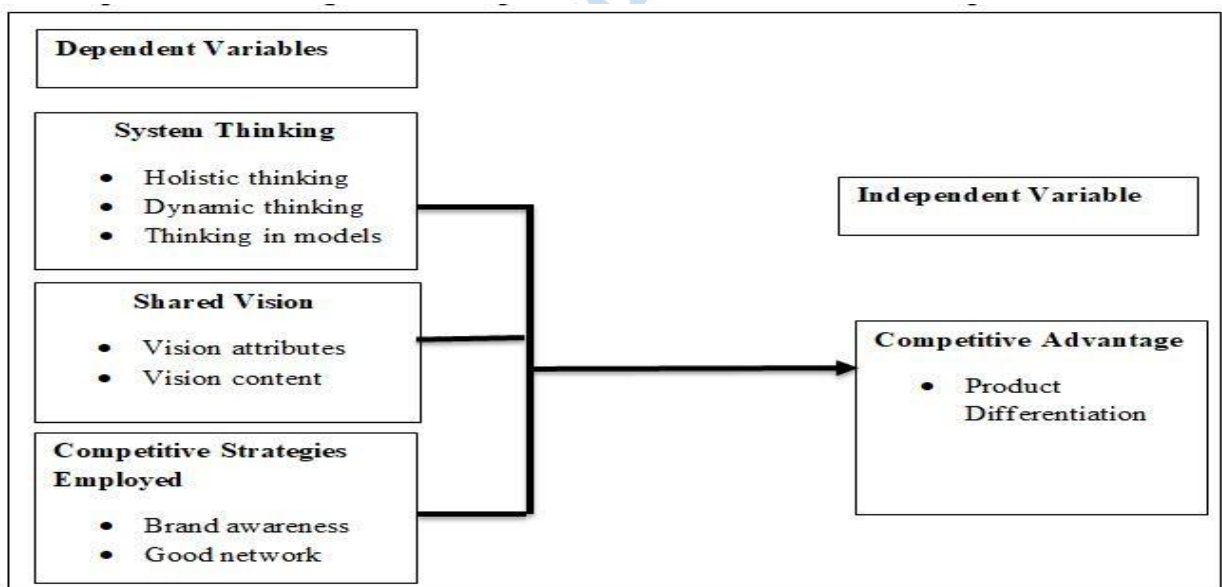 Dependent Variables
System Thinking
• Holistic thinking
• Dynamic thinking
• Thinking in models
Shared Vision
• Vision attributes
• Vision content
Competitive Strategies
Employed
• Brand awareness
• Good network
Independent Variable
Competitive Advantage
• Product
Differentiation